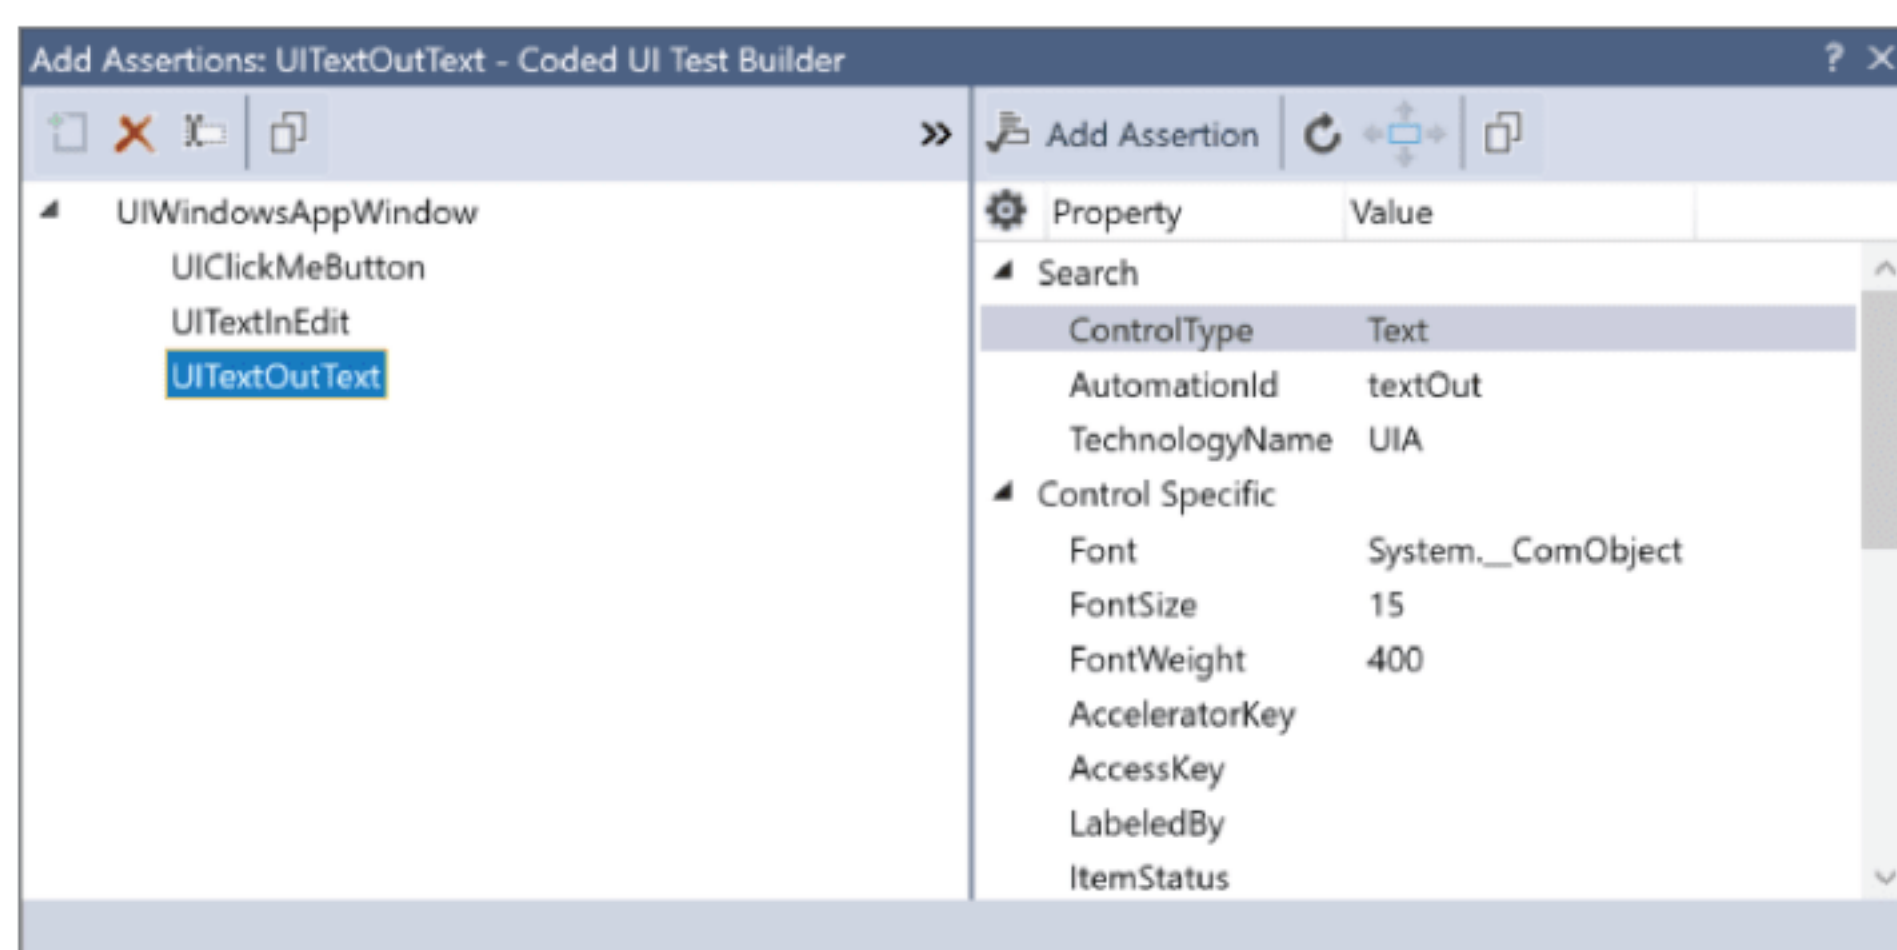 Add Assertions: UITextOutText - Coded UI Test Builder
Add Assertion
UIWindowsAppWindow
UIClickMeButton
UITextInEdit
UITextOutText
Property Value
Search
ControlType Text
AutomationId textOut
TechnologyName UIA
Control Specific
Font System.__ComObject
FontSize 15
FontWeight 400
AcceleratorKey
AccessKey
LabeledBy
ItemStatus